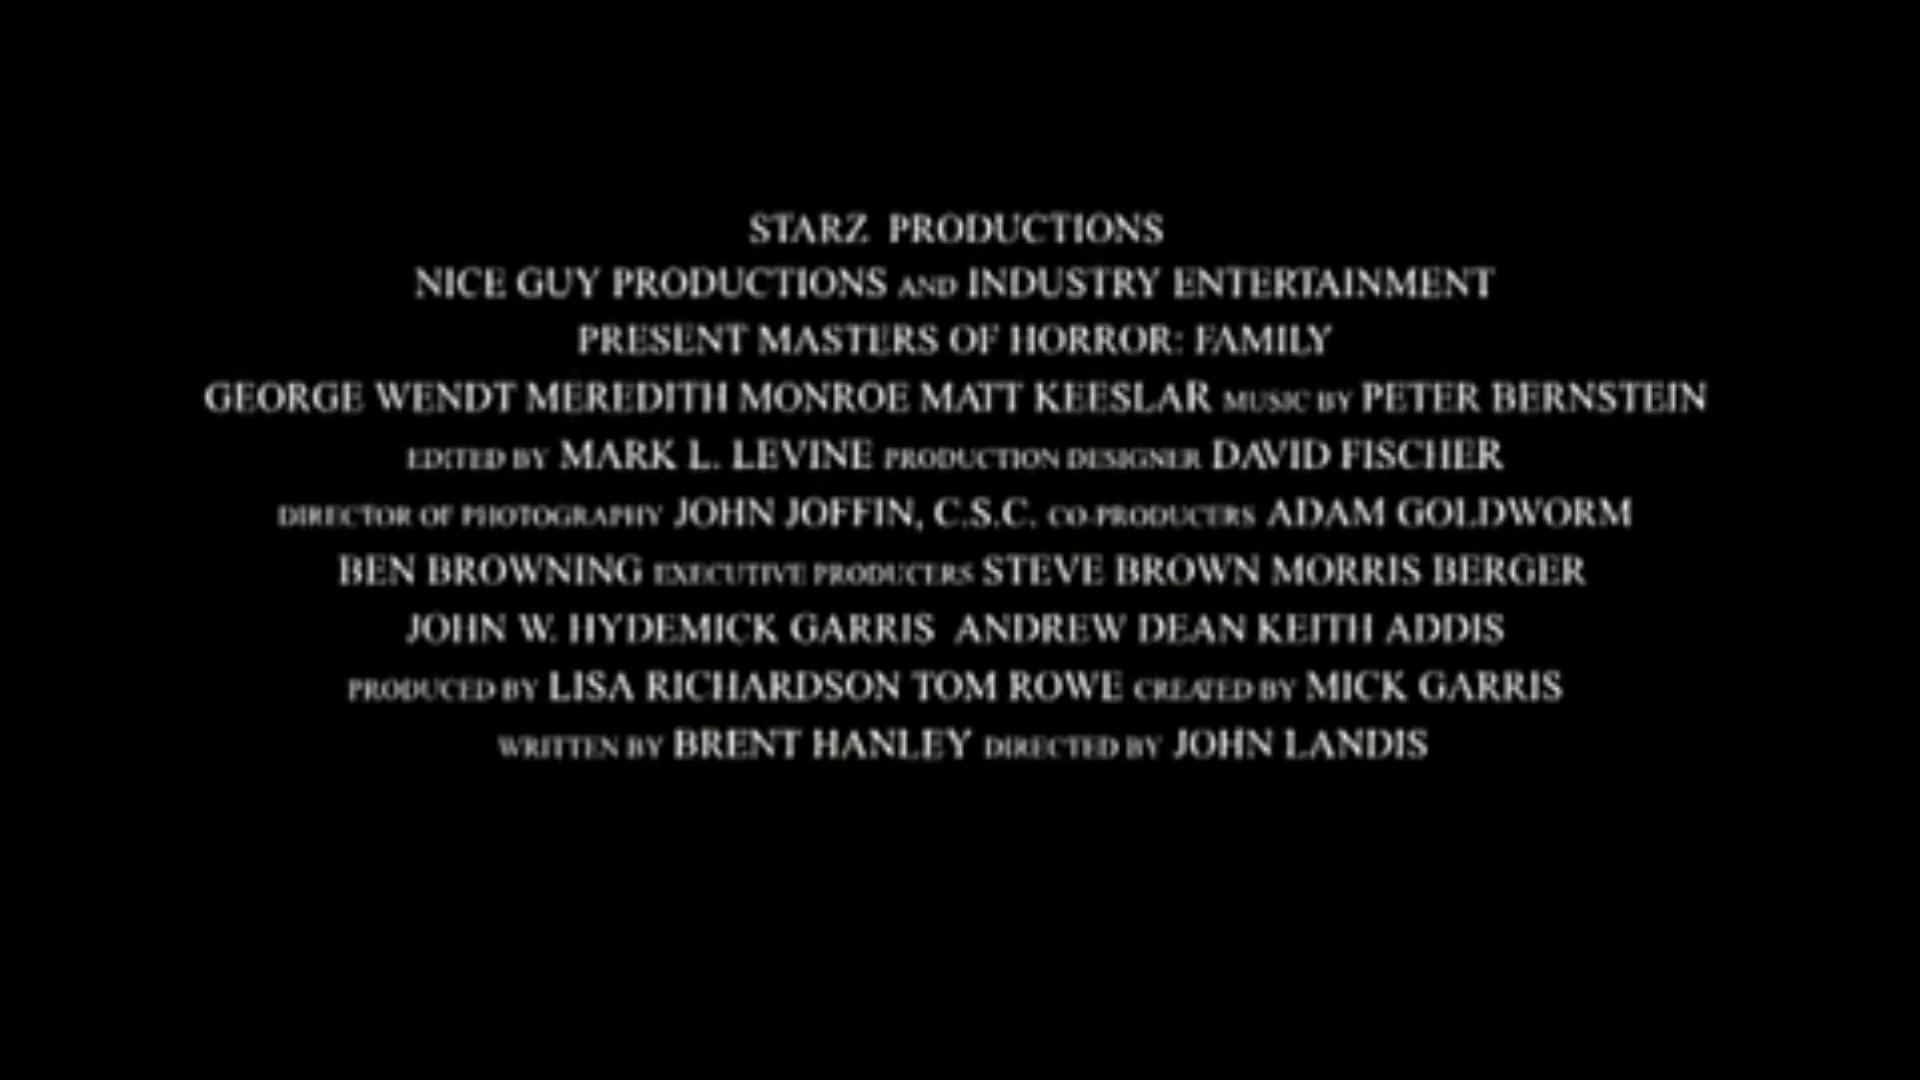 STARZ PRODUCTIONS
NICE GUY PRODUCTIONS AND INDUSTRY ENTERTAINMENT
PRESENT MASTERS OF HORROR: FAMILY
GEORGE WENDT MEREDITH MONROE MATT KEESLAR MUSIC BY PETER BERNSTEIN
EDITED BY MARK L. LEVINE PRODUCTION DESIGNER DAVID FISCHER
DIRECTOR OF PHOTOGRAPHY JOHN JOFFIN, C.S.C. CO-PRODUCERS ADAM GOLDWORM
BEN BROWNING EXECUTIVE PRODUCERS STEVE BROWN MORRIS BERGER
JOHN W. HYDEMICK GARRIS ANDREW DEAN KEITH ADDIS
PRODUCED BY LISA RICHARDSON TOM ROWE CREATED BY MICK GARRIS
WRITTEN BY BRENT HANLEY DIRECTED BY JOHN LANDIS